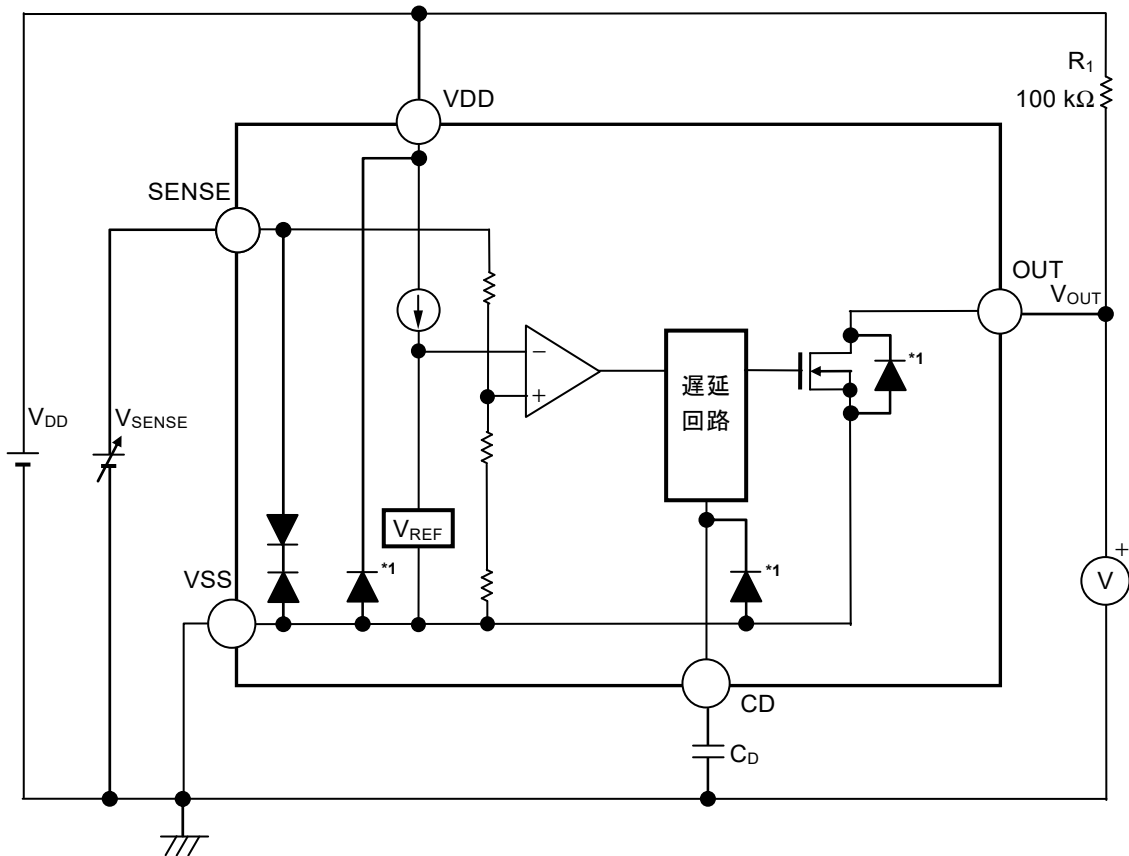 R1
100 kΩ
VDD
SENSE
OUT
VOUT
−
+
*1
遅延
回路
VDD
VSENSE
VREF
*1
*1
VSS
+
V
CD
CD